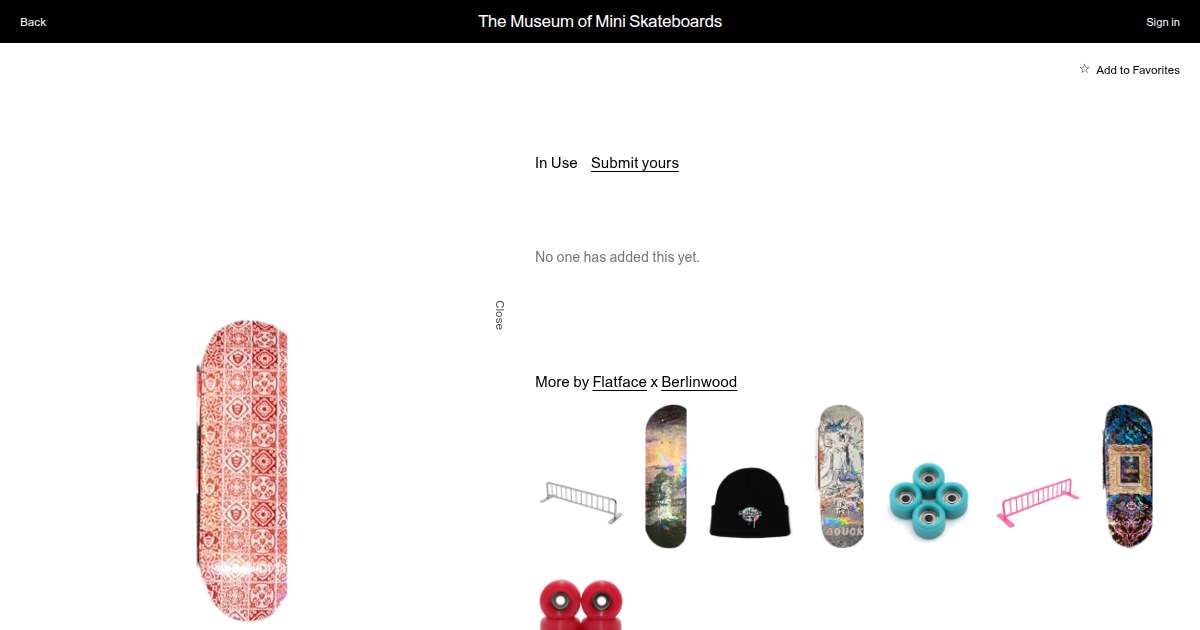 Back
The Museum of Mini Skateboards
Sign in
☆ Add to Favorites
In Use Submit yours
No one has added this yet.
Close
More by Flatface x Berlinwood